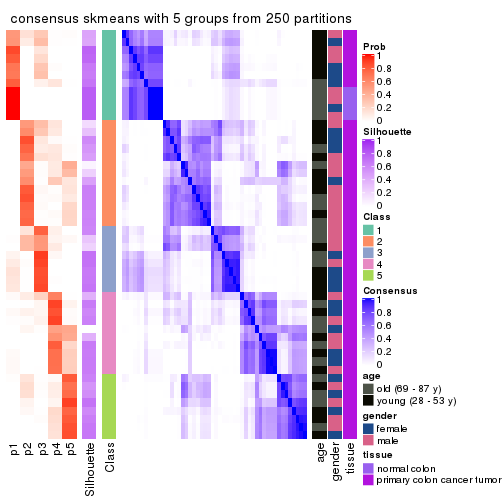 consensus skmeans with 5 groups from 250 partitions
p1
p2
p3
p4
p5
Silhouette
Class
age
gender
tissue
Prob
1
0.8
0.6
0.4
0.2
0
Silhouette
1
0.8
0.6
0.4
0.2
0
Class
1
2
3
4
5
Consensus
1
0.8
0.6
0.4
0.2
0
age
old (69 - 87 y)
young (28 - 53 y)
gender
female
male
tissue
normal colon
primary colon cancer tumor